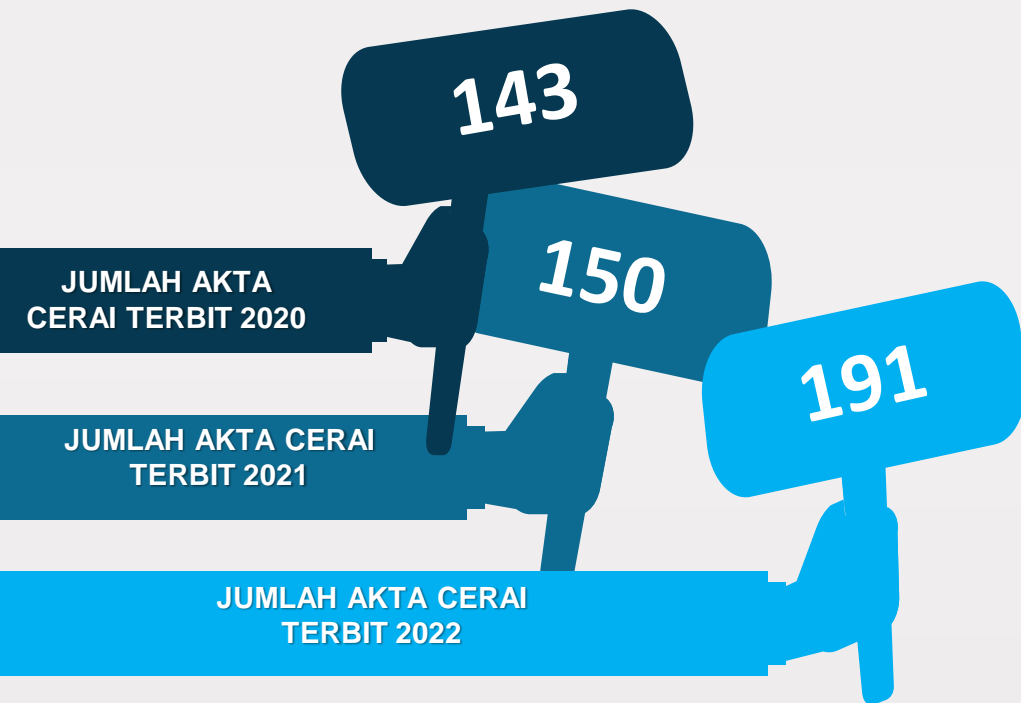 143
150
JUMLAH AKTA
CERAI TERBIT 2020
191
JUMLAH AKTA CERAI
TERBIT 2021
JUMLAH AKTA CERAI
TERBIT 2022